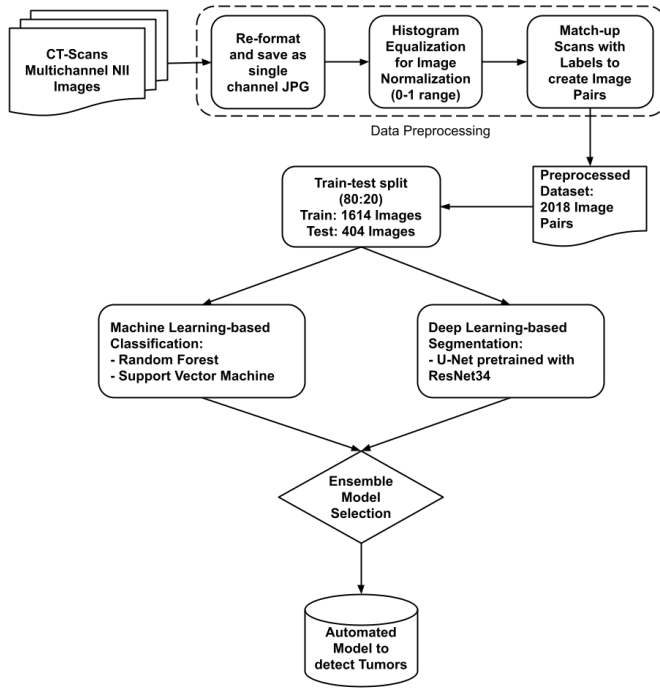 CT-Scans
Multichannel NII
Images
Re-format
and save as
single
channel JPG
Histogram
Equalization
for Image
Normalization
(0-1 range)
Match-up
Scans with
Labels to
create Image
Pairs
Data Preprocessing
Preprocessed
Dataset:
2018 Image
Pairs
Train-test split
(80:20)
Train: 1614 Images
Test: 404 Images
Machine Learning-based
Classification:
- Random Forest
- Support Vector Machine
Deep Learning-based
Segmentation:
- U-Net pretrained with
ResNet34
Ensemble
Model
Selection
Automated
Model to
detect Tumors